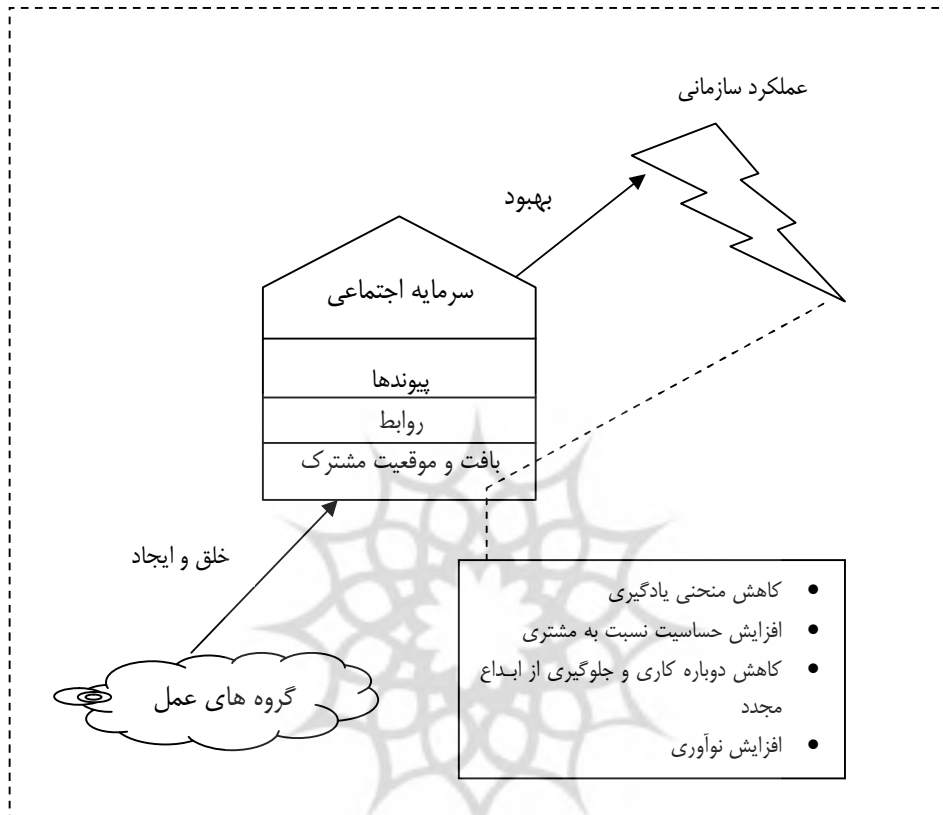 عملکرد سازمانی
بهبود
سرمایه اجتماعی
پیوندها
روابط
بافت و موقعیت مشترک
خلق و ایجاد
گروه های عمل
• کاهش منحنی یادگیری
• افزایش حساسیت نسبت به مشتری
• کاهش دوباره کاری و جلوگیری از ابـداع
مجدد
• افزایش نوآوری